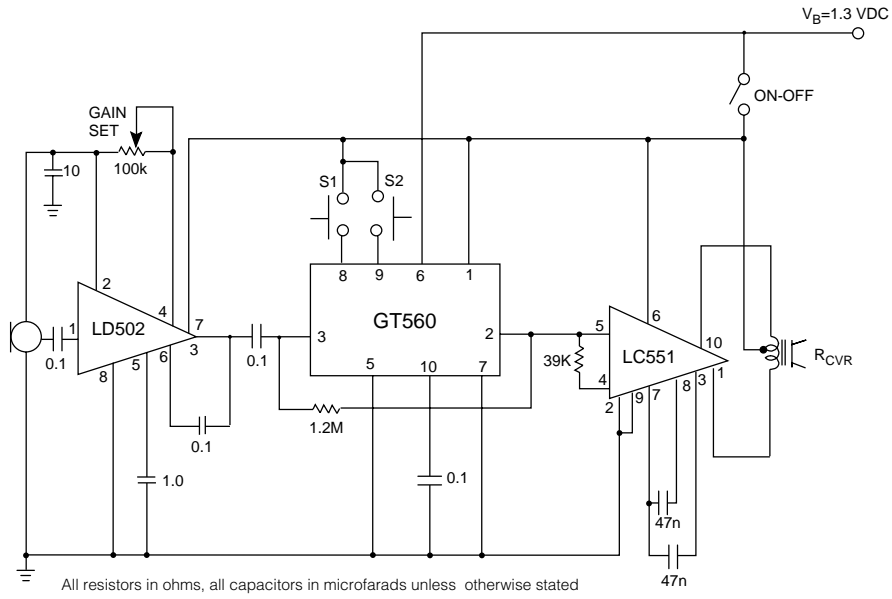 V_B=1.3 VDC
ON-OFF
GAIN
SET
100k
10
S1
S2
2
4
7
8
9
6
1
1
LD502
3
0.1
5
6
8
0.1
3
GT560
2
5
10
7
0.1
1.0
1.2M
0.1
39K
5
6
LC551
10
4
2
9
7
8
3
1
R_CVR
47n
47n
All resistors in ohms, all capacitors in microfarads unless otherwise stated